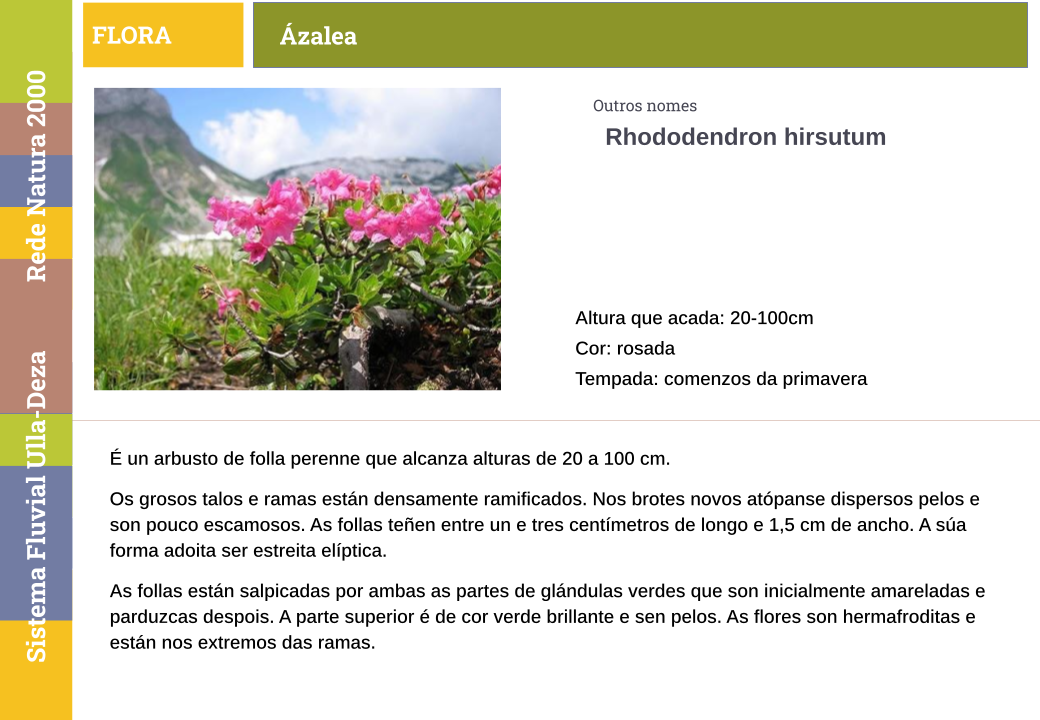 FLORA
Ázalea
Rede Natura 2000
Sistema Fluvial Ulla-Deza
Outros nomes
Rhododendron hirsutum
Altura que acada: 20-100cm
Cor: rosada
Tempada: comenzos da primavera
É un arbusto de folla perenne que alcanza alturas de 20 a 100 cm.
Os grosos talos e ramas están densamente ramificados. Nos brotes novos atópanse dispersos pelos e
son pouco escamosos. As follas teñen entre un e tres centímetros de longo e 1,5 cm de ancho. A súa
forma adoita ser estreita elíptica.
As follas están salpicadas por ambas as partes de glándulas verdes que son inicialmente amareladas e
parduzcas despois. A parte superior é de cor verde brillante e sen pelos. As flores son hermafroditas e
están nos extremos das ramas.